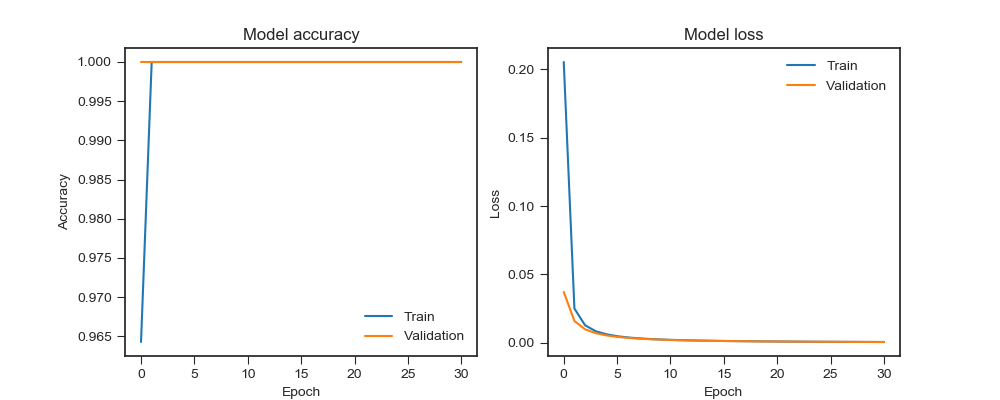 Model accuracy
1.000
0.995
0.990
0.985
0.980
0.975
0.970
0.965
Accuracy
0 5 10 15 20 25 30
Epoch
Train
Validation
Model loss
0.20
0.15
0.10
0.05
0.00
Loss
0 5 10 15 20 25 30
Epoch
Train
Validation